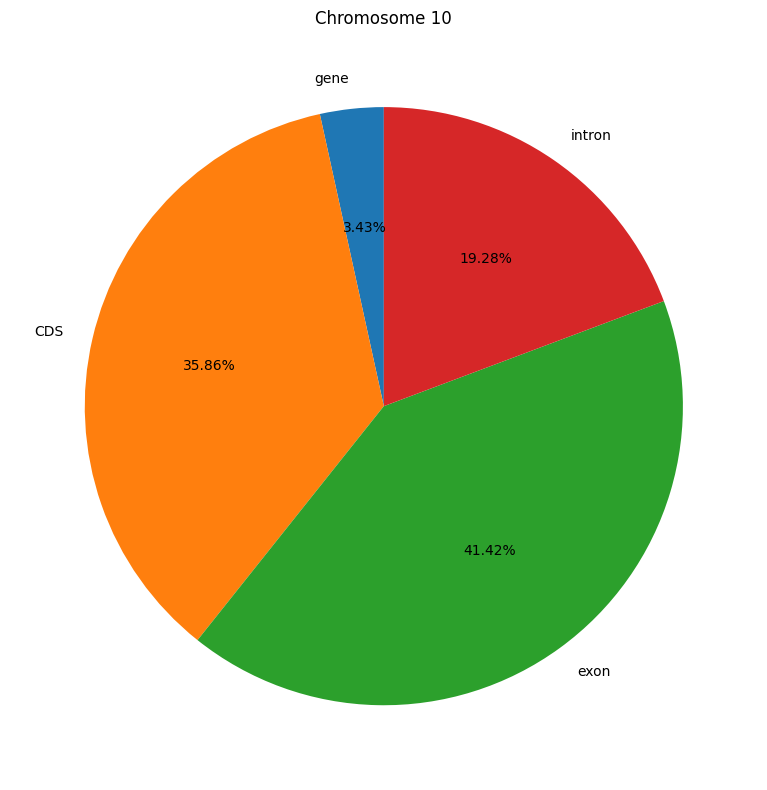 Chromosome 10
gene
intron
3.43%
19.28%
CDS
35.86%
41.42%
exon